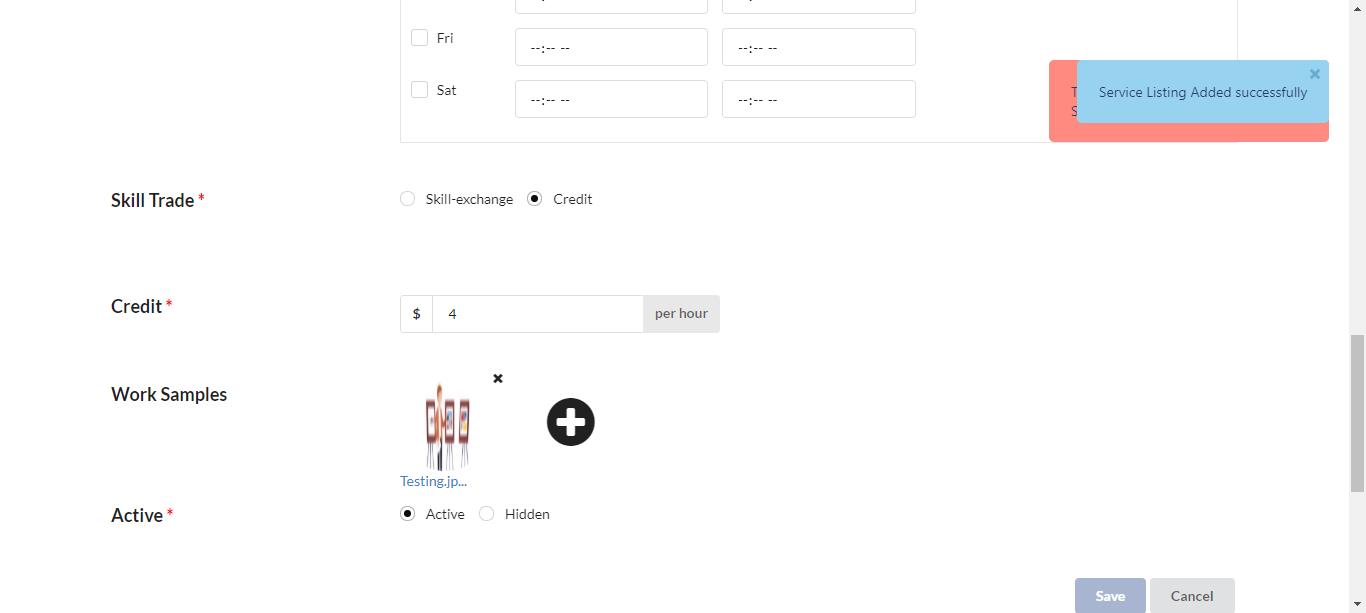 Fri
--:-- --
--:-- --
Sat
--:-- --
--:-- --
Service Listing Added successfully
Skill Trade *
Skill-exchange
Credit
Credit *
$
4
per hour
Work Samples
Testing.jp...
Active *
Active
Hidden
Save
Cancel